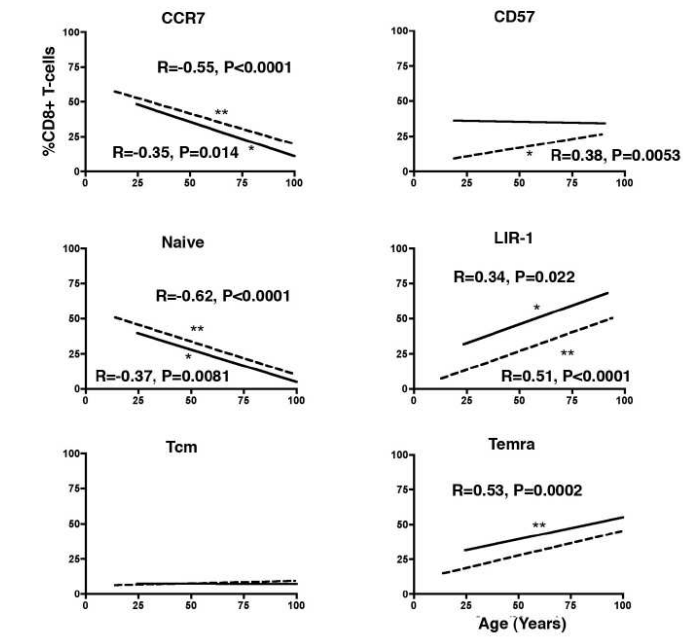 CCR7
%CD8+ T-cells
100
75
50
25
0
R=-0.55, P<0.0001
**
R=-0.35, P=0.014 *
0 25 50 75 100
CD57
100
75
50
25
0
* R=0.38, P=0.0053
0 25 50 75 100
Naive
100
75
50
25
0
R=-0.62, P<0.0001
**
*
R=-0.37, P=0.0081
0 25 50 75 100
LIR-1
100
75
50
25
0
R=0.34, P=0.022
*
**
R=0.51, P<0.0001
0 25 50 75 100
Tcm
100
75
50
25
0
0 25 50 75 100
Temra
100
75
50
25
0
R=0.53, P=0.0002
**
0 25 50 75 100
Age (Years)